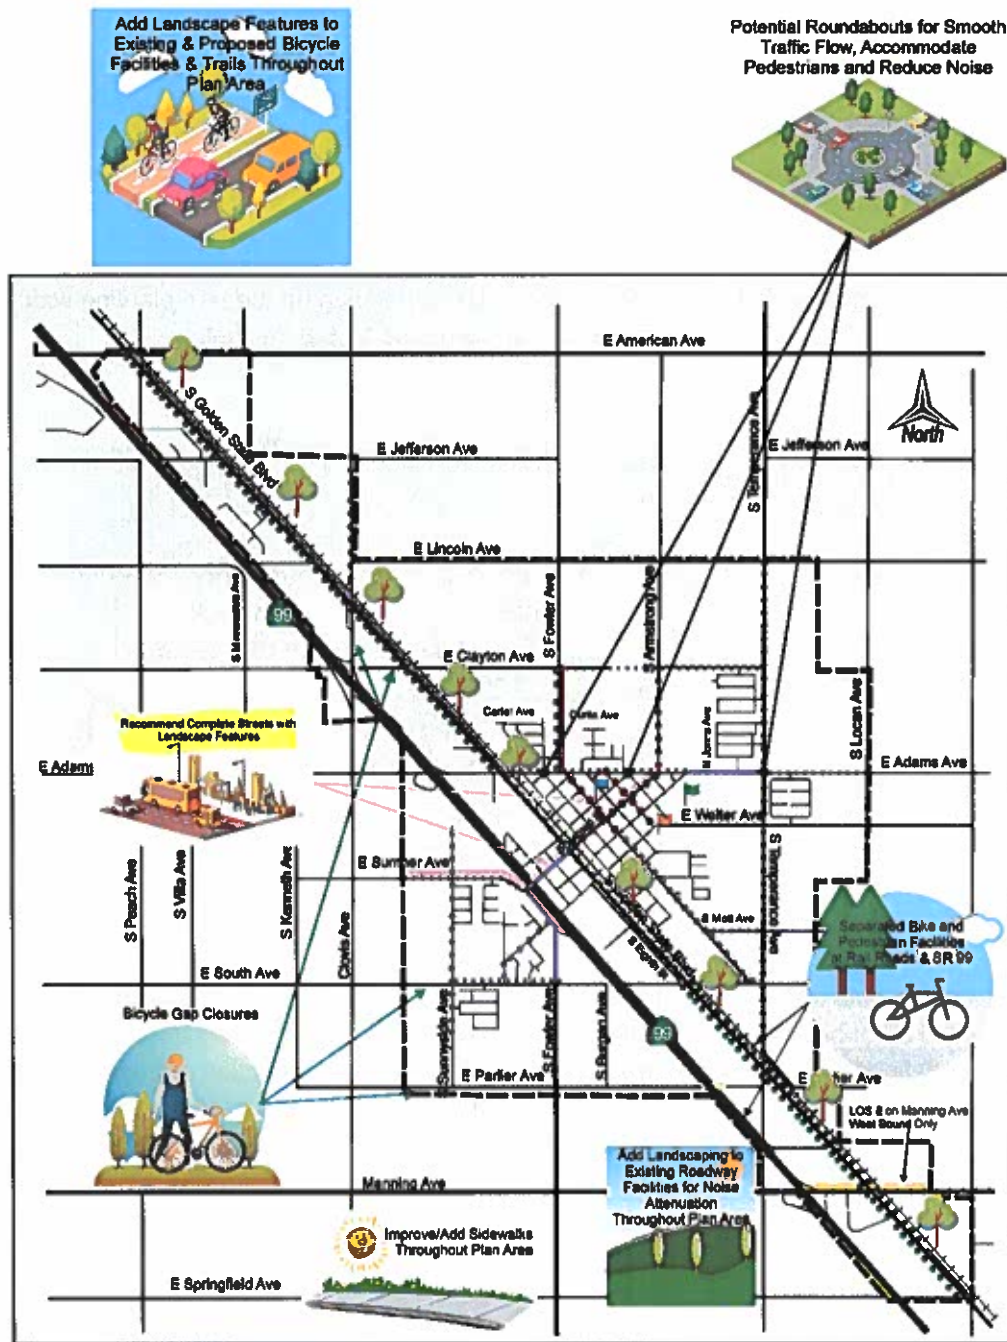 Add Landscape Features to
Existing & Proposed Bicycle
Facilities & Trails Throughout
Plan Area
Potential Roundabouts for Smooth
Traffic Flow, Accommodate
Pedestrians and Reduce Noise
E American Ave
North
S Golden State Blvd
E Jefferson Ave
S Temperance Ave
E Jefferson Ave
E Lincoln Ave
S Fowler Ave
S Armstrong Ave
99
E Clayton Ave
S Locan Ave
Carter Ave
Recommend Complete Streets with
Landscape Features
E Adams
E Adams Ave
E Walter Ave
S Peach Ave
S Villa Ave
S Kenneth Ave
Clovis Ave
E Sumner Ave
S Temperance Ave
Separated Bike and
Pedestrian Facilities
at Rail Roads & SR 99
E South Ave
Bicycle Gap Closures
S Sunnyside Ave
S Fowler Ave
99
E Parlier Ave
LOS E on Manning Ave
West Bound Only
Add Landscaping to
Existing Roadway
Facilities for Noise
Attenuation
Throughout Plan Area
Manning Ave
Improve/Add Sidewalks
Throughout Plan Area
E Springfield Ave